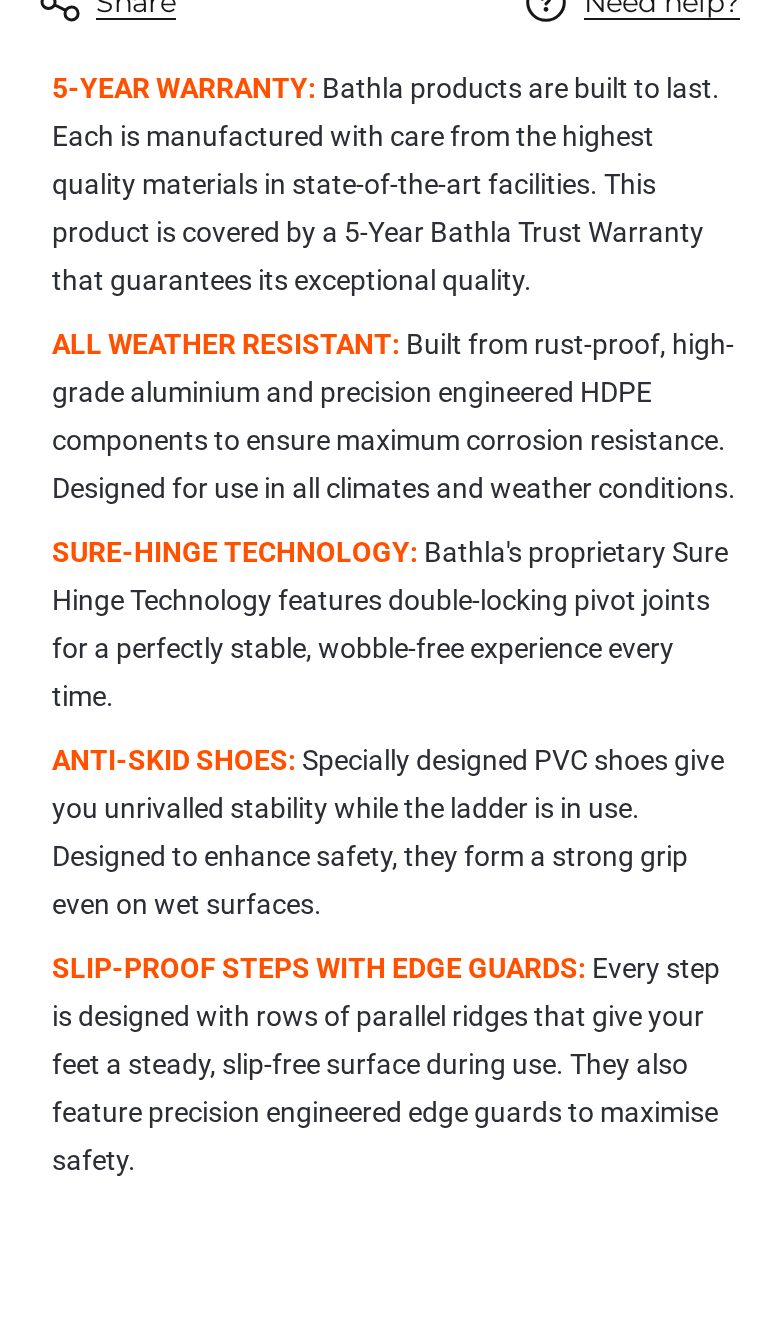 Share
Need help?
5-YEAR WARRANTY: Bathla products are built to last.
Each is manufactured with care from the highest
quality materials in state-of-the-art facilities. This
product is covered by a 5-Year Bathla Trust Warranty
that guarantees its exceptional quality.
ALL WEATHER RESISTANT: Built from rust-proof, high-
grade aluminium and precision engineered HDPE
components to ensure maximum corrosion resistance.
Designed for use in all climates and weather conditions.
SURE-HINGE TECHNOLOGY: Bathla's proprietary Sure
Hinge Technology features double-locking pivot joints
for a perfectly stable, wobble-free experience every
time.
ANTI-SKID SHOES: Specially designed PVC shoes give
you unrivalled stability while the ladder is in use.
Designed to enhance safety, they form a strong grip
even on wet surfaces.
SLIP-PROOF STEPS WITH EDGE GUARDS: Every step
is designed with rows of parallel ridges that give your
feet a steady, slip-free surface during use. They also
feature precision engineered edge guards to maximise
safety.